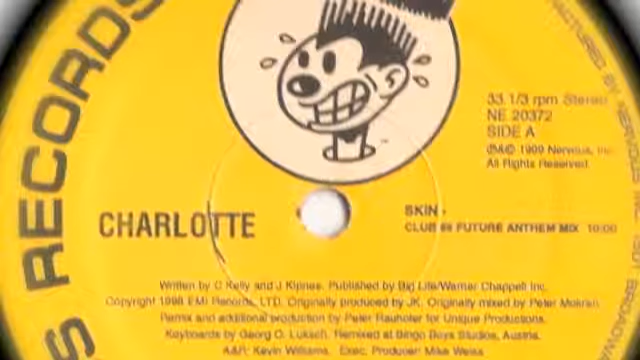 S RECORDS
33 1/3 rpm Stereo
NE 20372
SIDE A
℗&© 1999 Nervous, Inc.
All Rights Reserved.
CHARLOTTE
SKIN -
CLUB 69 FUTURE ANTHEM MIX 10:00
Written by C Kelly and J Kipnes. Published by Big Life/Warner Chappell Inc.
Copyright 1998 EMI Records, LTD. Originally produced by JK. Originally mixed by Peter
Remix and additional production by Peter Rauhofer for Unique Productions.
Keyboards by Georg O. Luksch. Remixed at Bingo Boys Studios, Austria.
A&R: Kevin Williams. Exec. Producer: Mike Weiss